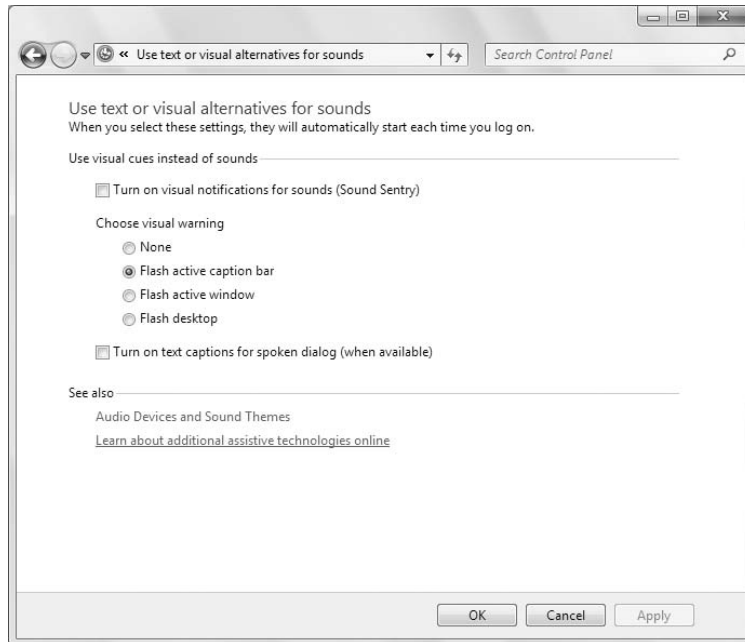 « Use text or visual alternatives for sounds
Search Control Panel
Use text or visual alternatives for sounds
When you select these settings, they will automatically start each time you log on.
Use visual cues instead of sounds
Turn on visual notifications for sounds (Sound Sentry)
Choose visual warning
None
Flash active caption bar
Flash active window
Flash desktop
Turn on text captions for spoken dialog (when available)
See also
Audio Devices and Sound Themes
Learn about additional assistive technologies online
OK Cancel Apply